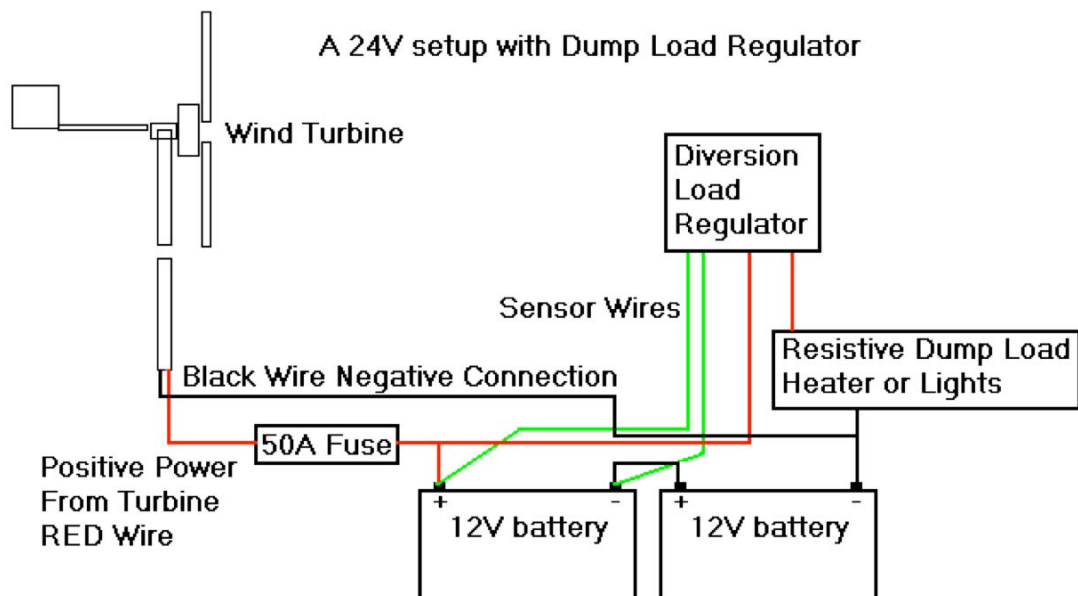 A 24V setup with Dump Load Regulator
Wind Turbine
Diversion
Load
Regulator
Sensor Wires
Resistive Dump Load
Heater or Lights
Black Wire Negative Connection
50A Fuse
Positive Power
From Turbine
RED Wire
+ -
12V battery
+ -
12V battery